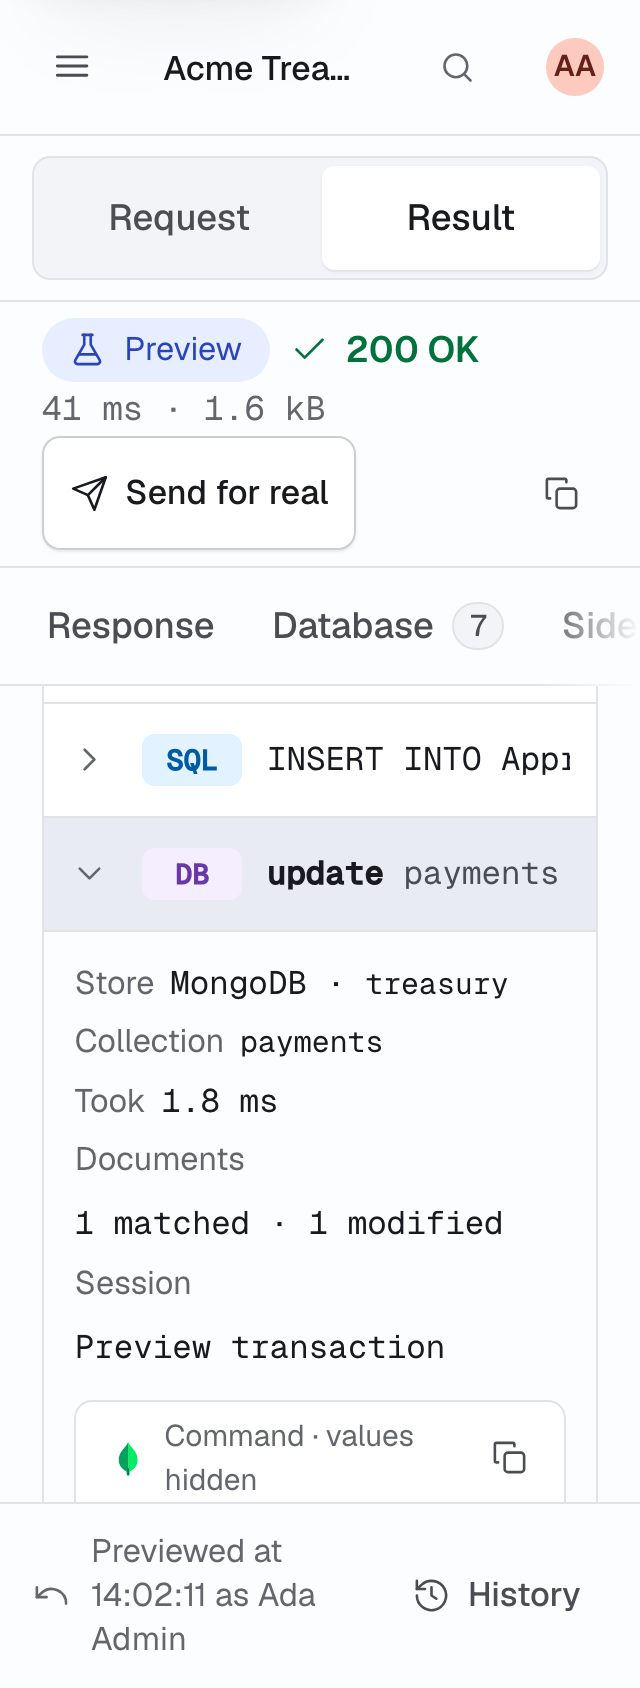 Acme Trea...
AA
Request
Result
Preview
200 OK
41 ms · 1.6 kB
Send for real
Response
Database 7
Side
SQL INSERT INTO Appr
DB update payments
Store MongoDB · treasury
Collection payments
Took 1.8 ms
Documents
1 matched · 1 modified
Session
Preview transaction
Command · values
hidden
Previewed at
14:02:11 as Ada
Admin
History